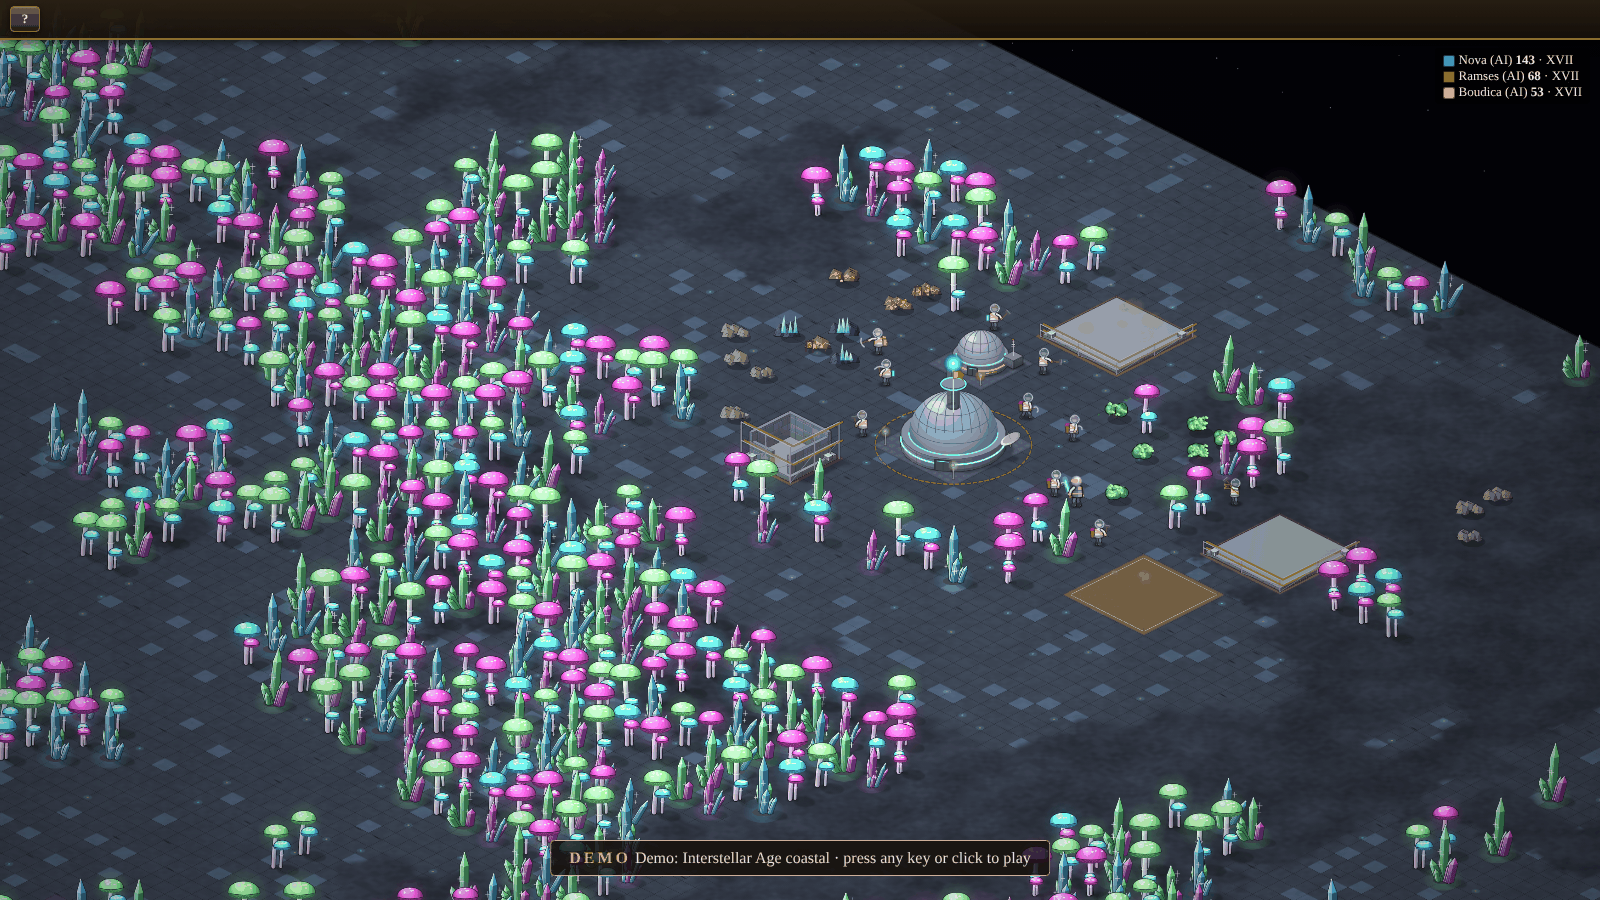 ?
Nova (AI) 143 · XVII
Ramses (AI) 68 · XVII
Boudica (AI) 53 · XVII
DEMO Demo: Interstellar Age coastal · press any key or click to play